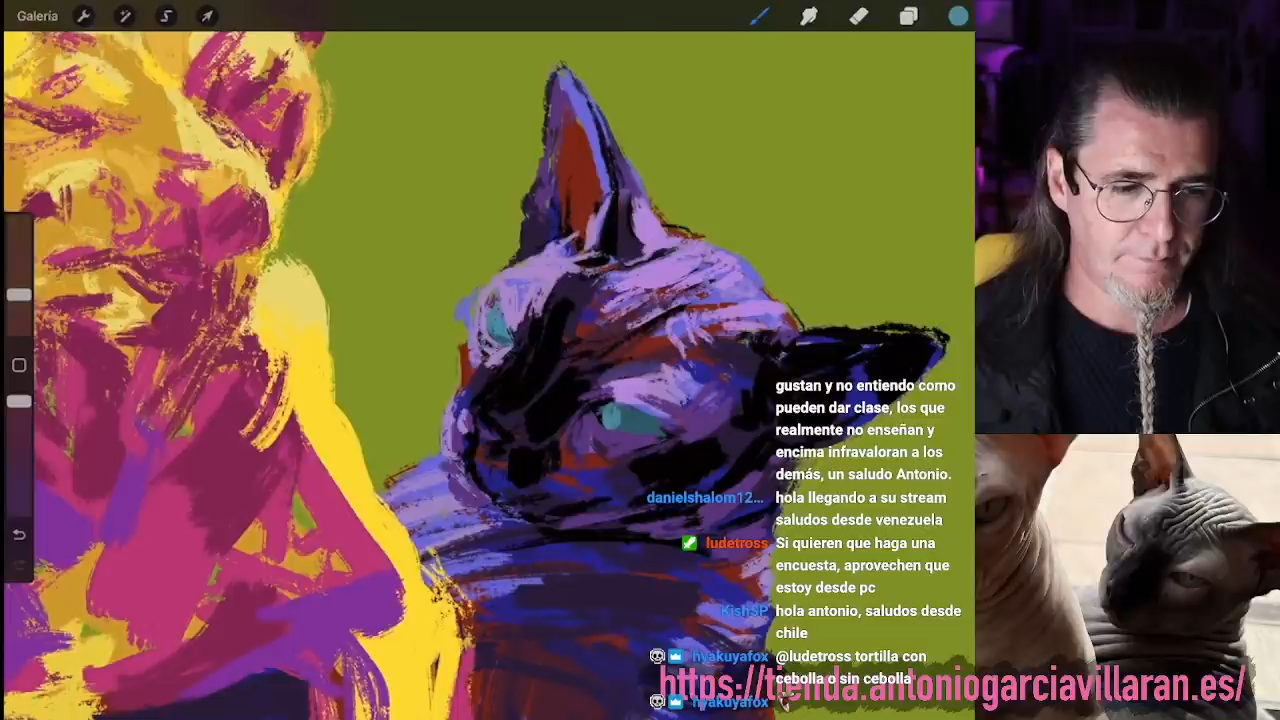 Galería
gustan y no entiendo como
pueden dar clase, los que
realmente no enseñan y
encima infravaloran a los
demás, un saludo Antonio.
danielshalom12... hola llegando a su stream
saludos desde venezuela
ludetross Si quieren que haga una
encuesta, aprovechen que
estoy desde pc
KishSP hola antonio, saludos desde
chile
hyakuyafox @ludetross tortilla con
cebolla o sin cebolla
https://tienda.antoniogarciavillaran.es/
hyakuyafox